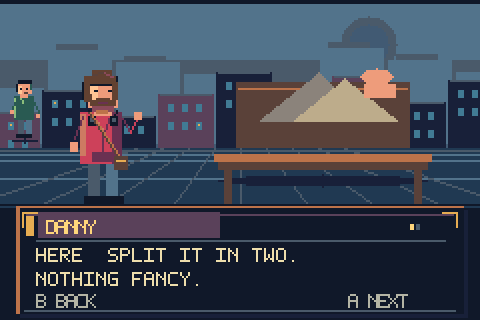 DANNY
HERE  SPLIT IT IN TWO.
NOTHING FANCY.
B BACK
A NEXT